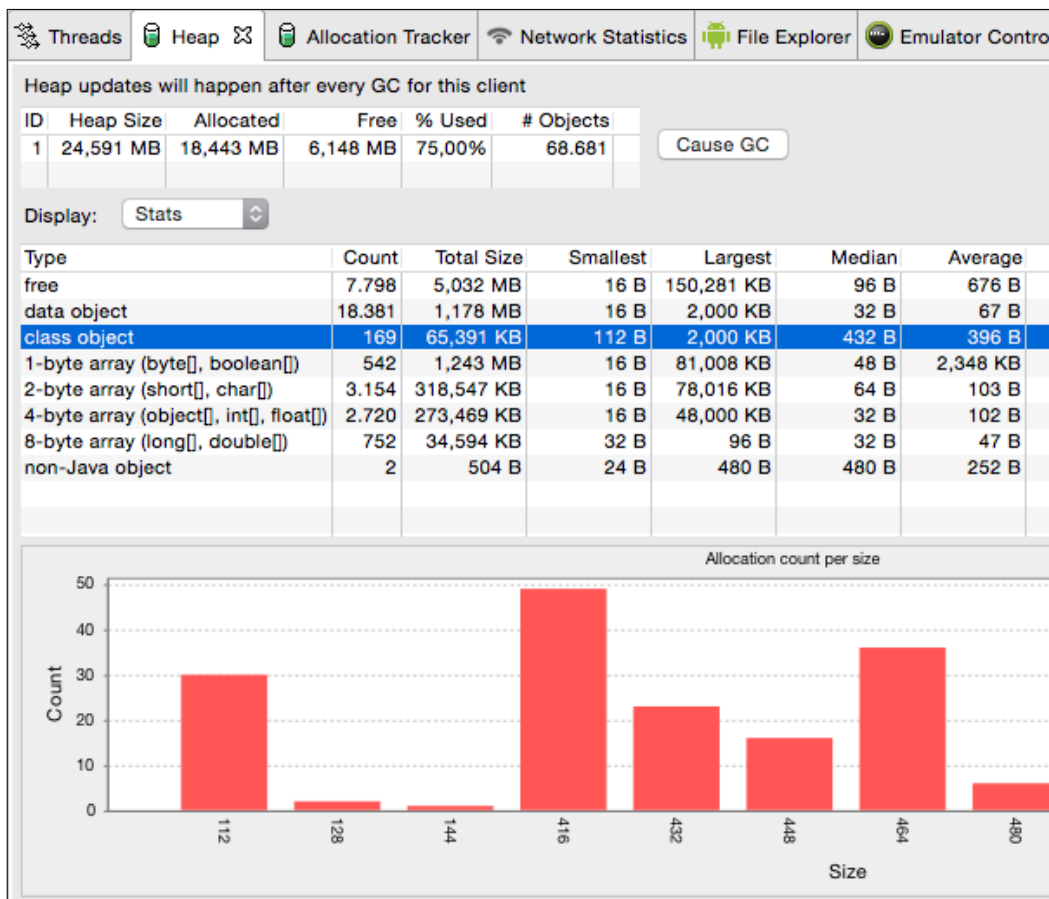 Threads Heap Allocation Tracker Network Statistics File Explorer Emulator Contro
Heap updates will happen after every GC for this client
ID Heap Size Allocated Free % Used # Objects
1 24,591 MB 18,443 MB 6,148 MB 75,00% 68.681
Cause GC
Display: Stats
Type Count Total Size Smallest Largest Median Average
free 7.798 5,032 MB 16 B 150,281 KB 96 B 676 B
data object 18.381 1,178 MB 16 B 2,000 KB 32 B 67 B
class object 169 65,391 KB 112 B 2,000 KB 432 B 396 B
1-byte array (byte[], boolean[]) 542 1,243 MB 16 B 81,008 KB 48 B 2,348 KB
2-byte array (short[], char[]) 3.154 318,547 KB 16 B 78,016 KB 64 B 103 B
4-byte array (object[], int[], float[]) 2.720 273,469 KB 16 B 48,000 KB 32 B 102 B
8-byte array (long[], double[]) 752 34,594 KB 32 B 96 B 32 B 47 B
non-Java object 2 504 B 24 B 480 B 480 B 252 B
Allocation count per size
50
40
30
20
10
0
Count
112 128 144 416 432 448 464 480
Size